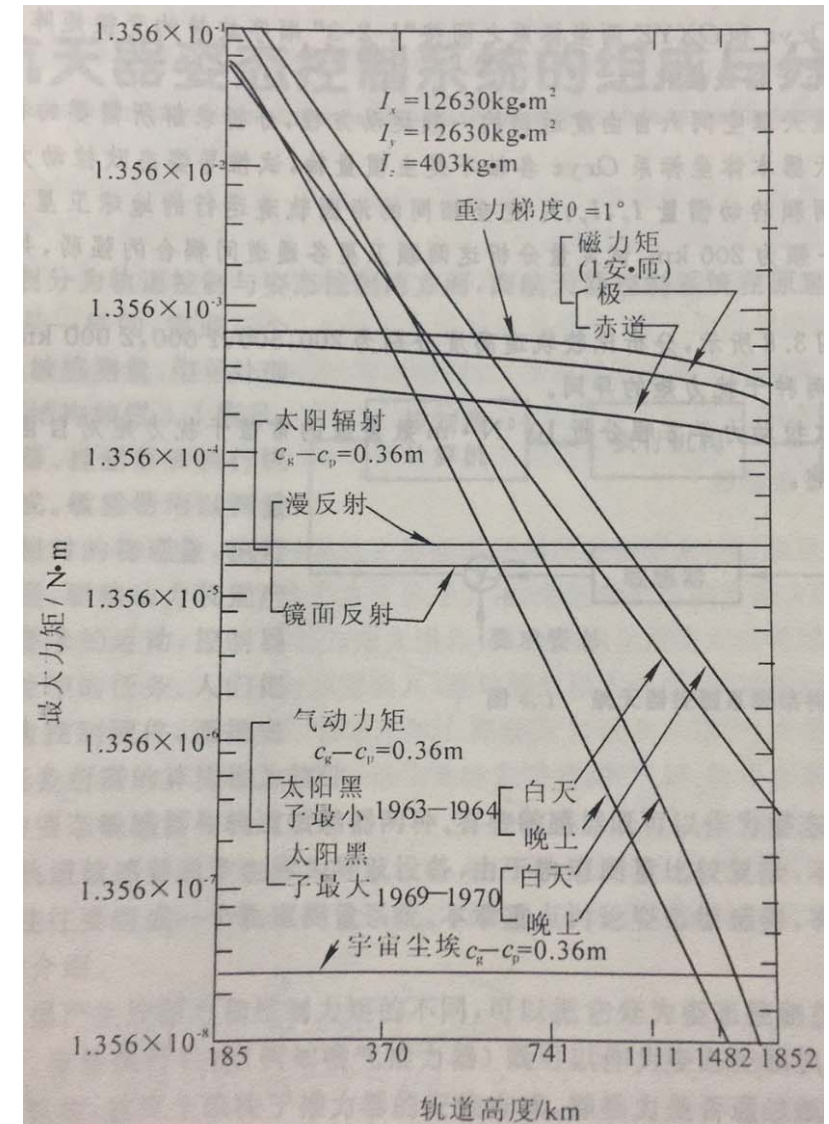 1.356×10⁻¹
1.356×10⁻²
1.356×10⁻³
1.356×10⁻⁴
1.356×10⁻⁵
1.356×10⁻⁶
1.356×10⁻⁷
1.356×10⁻⁸
最大力矩/N•m
Iₓ=12630kg•m²
I_y=12630kg•m²
I_z=403kg•m
重力梯度θ=1°
磁力矩
(1安•匝)
极
赤道
太阳辐射
c_g—c_p=0.36m
漫反射
镜面反射
气动力矩
c_g—c_p=0.36m
太阳黑
子最小 1963—1964
白天
晚上
太阳黑
子最大 1969—1970
白天
晚上
宇宙尘埃 c_g—c_p=0.36m
185 370 741 1111 1482 1852
轨道高度/km